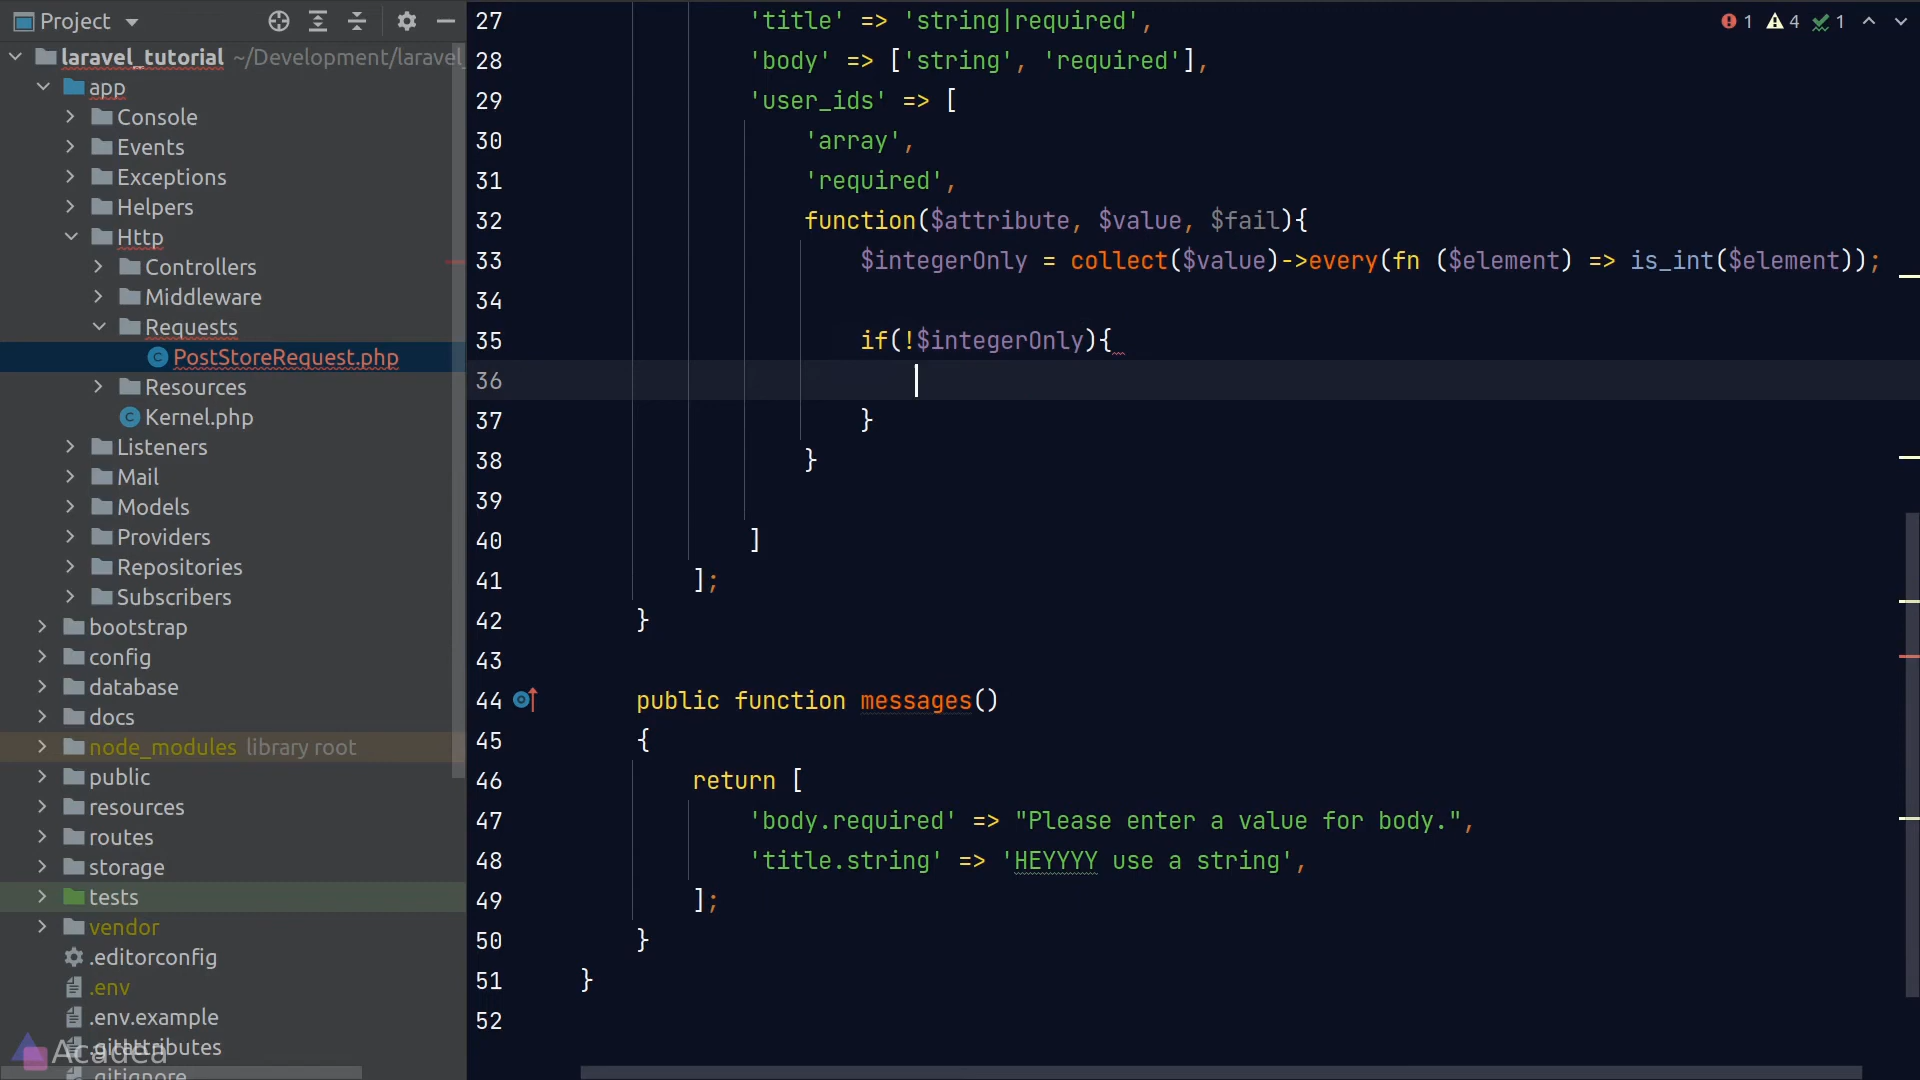 Project
laravel_tutorial ~/Development/laravel_
app
Console
Events
Exceptions
Helpers
Http
Controllers
Middleware
Requests
PostStoreRequest.php
Resources
Kernel.php
Listeners
Mail
Models
Providers
Repositories
Subscribers
bootstrap
config
database
docs
node_modules library root
public
resources
routes
storage
tests
vendor
.editorconfig
.env
.env.example
.gitattributes
Acadea
.gitignore
1 4 1
27 'title' => 'string|required',
28 'body' => ['string', 'required'],
29 'user_ids' => [
30 'array',
31 'required',
32 function($attribute, $value, $fail){
33 $integerOnly = collect($value)->every(fn ($element) => is_int($element));
34
35 if(!$integerOnly){
36
37 }
38 }
39
40 ]
41 ];
42 }
43
44 public function messages()
45 {
46 return [
47 'body.required' => "Please enter a value for body.",
48 'title.string' => 'HEYYYY use a string',
49 ];
50 }
51 }
52